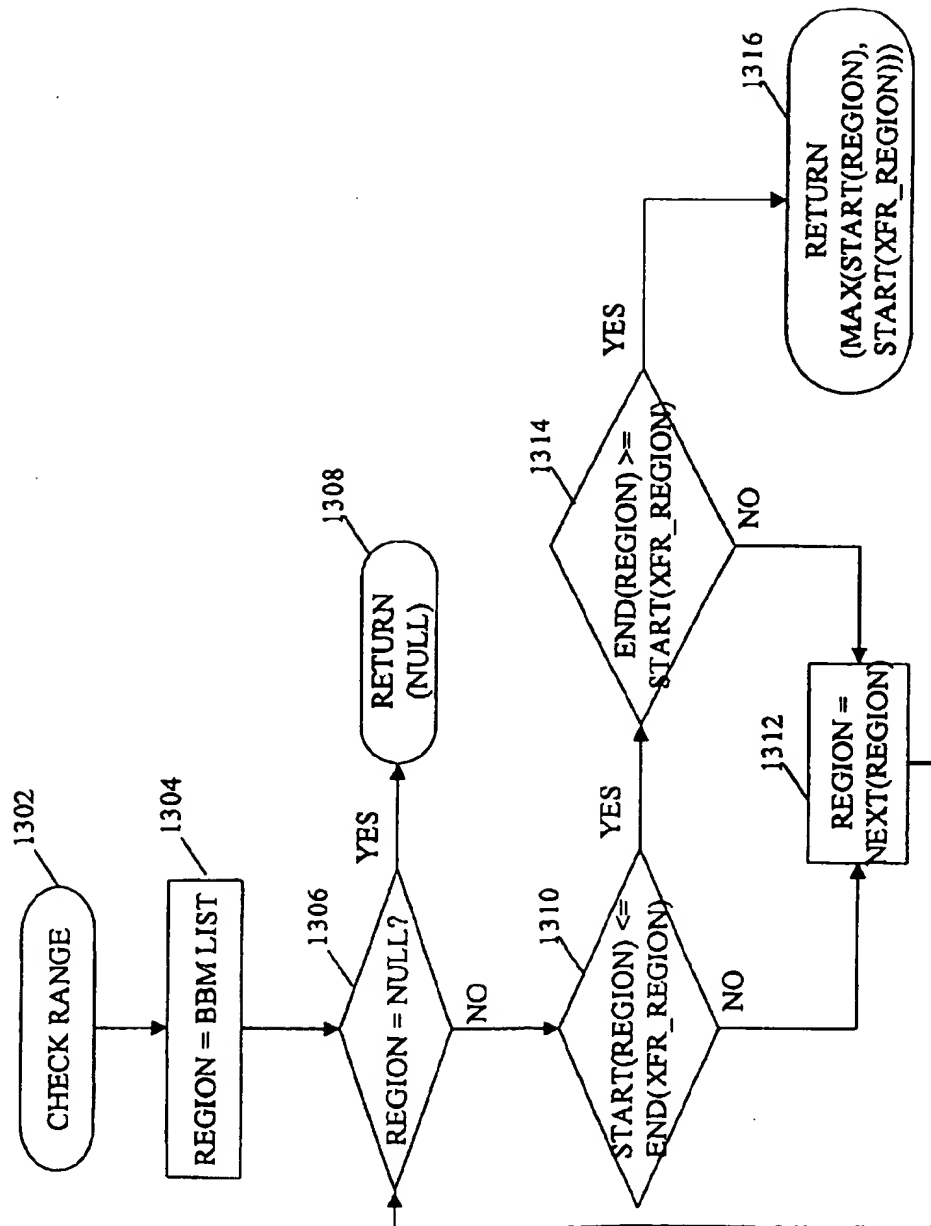 1302
CHECK RANGE
1304
REGION = BBM LIST
1306
REGION = NULL?
YES
1308
RETURN
(NULL)
NO
1310
START(REGION) <=
END(XFR_REGION)
YES
NO
1314
END(REGION) >=
START(XFR_REGION)
YES
NO
1312
REGION =
NEXT(REGION)
1316
RETURN
(MAX(START(REGION),
START(XFR_REGION)))